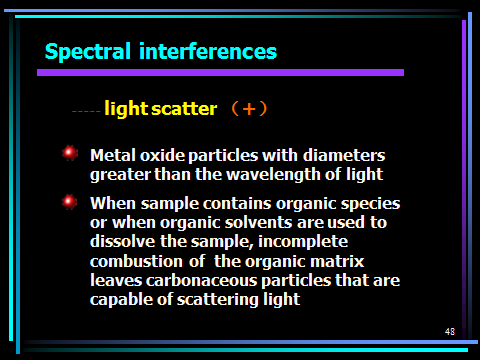 Spectral interferences
----- light scatter （+）
Metal oxide particles with diameters
greater than the wavelength of light
When sample contains organic species
or when organic solvents are used to
dissolve the sample, incomplete
combustion of the organic matrix
leaves carbonaceous particles that are
capable of scattering light
48